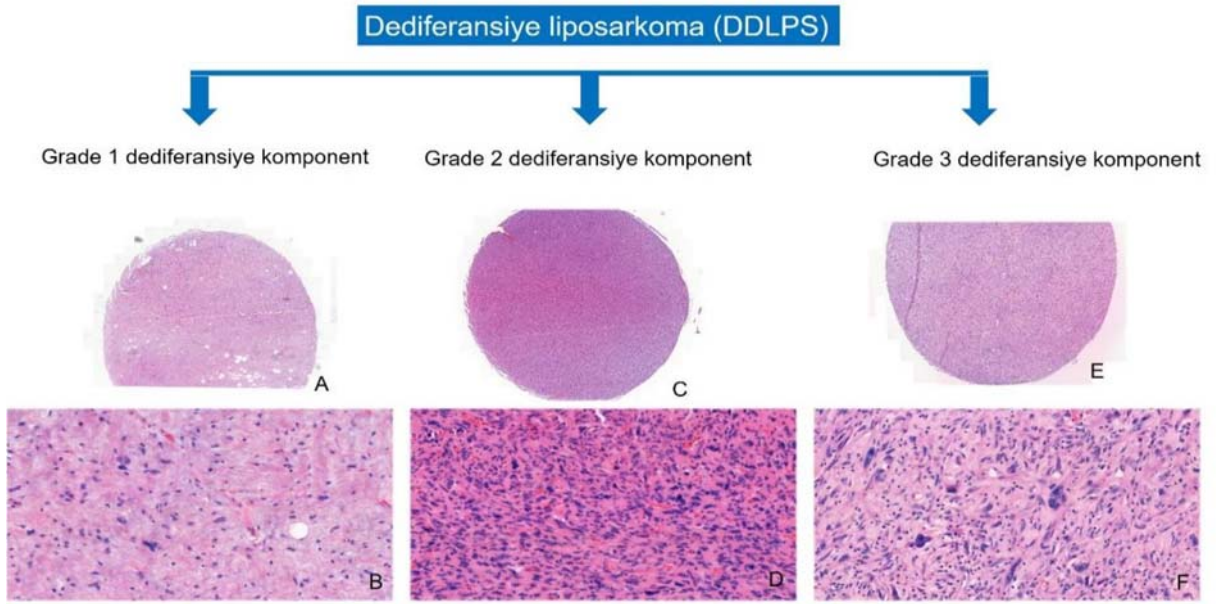 Dediferansiye liposarkoma (DDLPS)
Grade 1 dediferansiye komponent
Grade 2 dediferansiye komponent
Grade 3 dediferansiye komponent
A
C
E
B
D
F